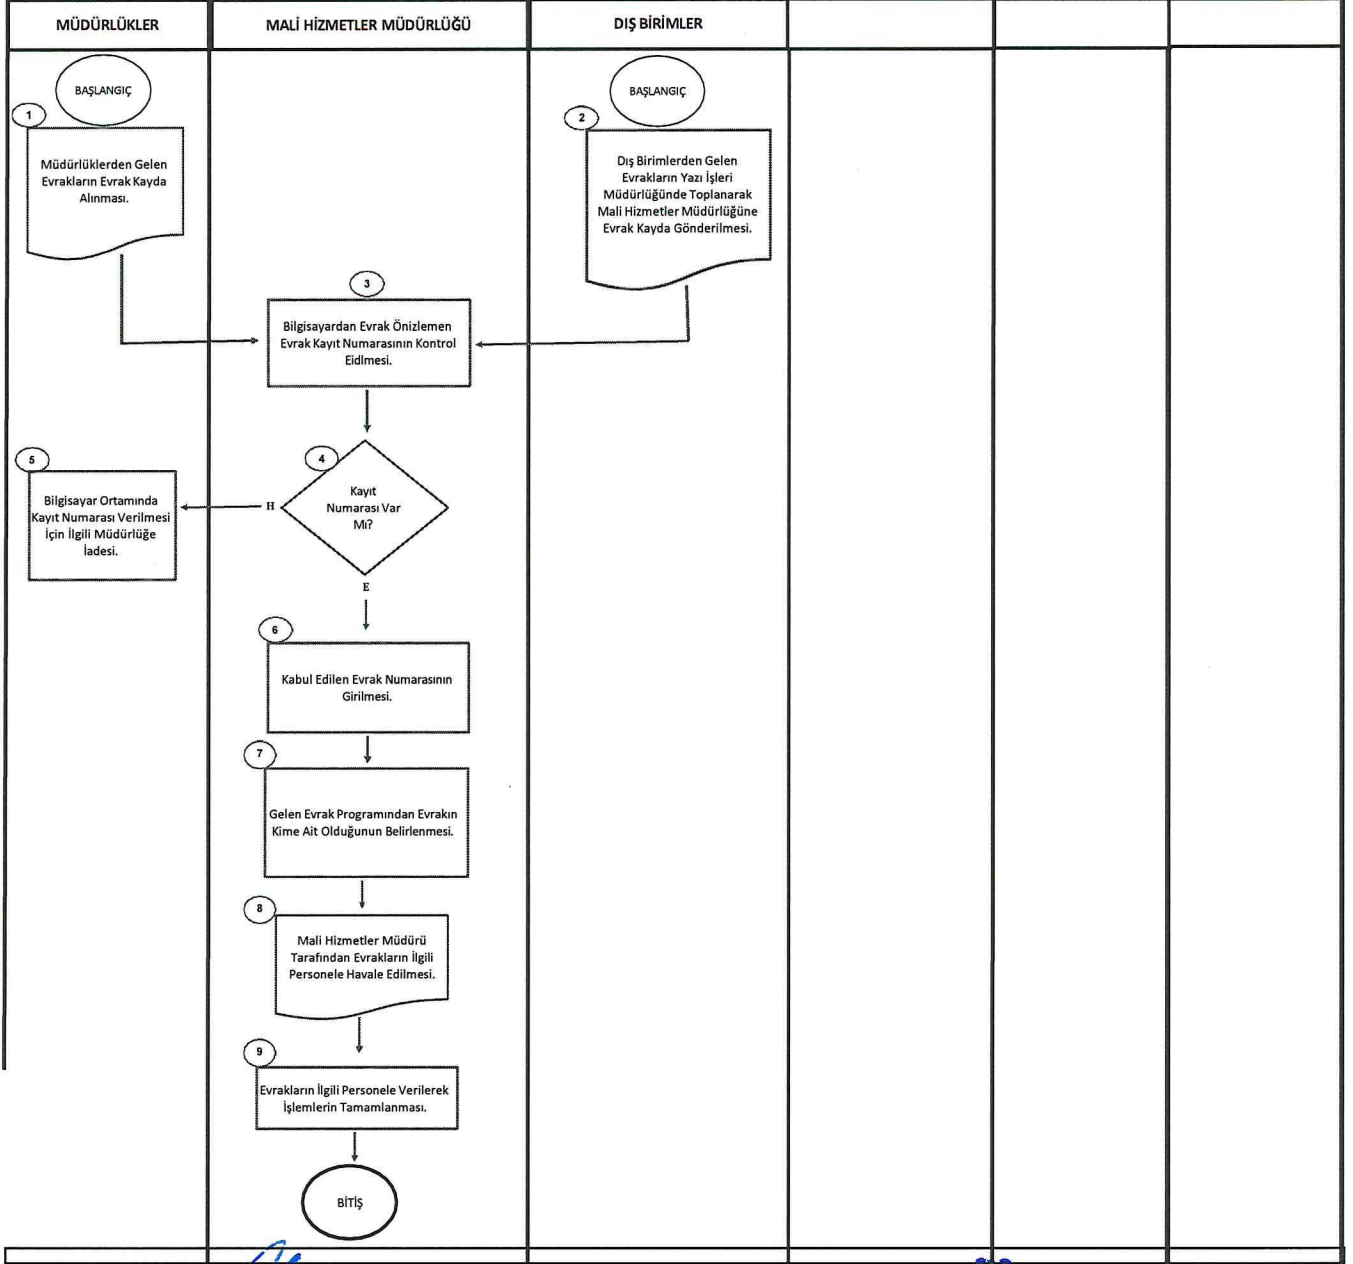 MÜDÜRLÜKLER
MALİ HİZMETLER MÜDÜRLÜĞÜ
DIŞ BİRİMLER
BAŞLANGIÇ
BAŞLANGIÇ
1
2
Müdürlüklerden Gelen
Evrakların Evrak Kayda
Alınması.
Dış Birimlerden Gelen
Evrakların Yazı İşleri
Müdürlüğünde Toplanarak
Mali Hizmetler Müdürlüğüne
Evrak Kayda Gönderilmesi.
3
Bilgisayardan Evrak Önizlemen
Evrak Kayıt Numarasının Kontrol
Eidlmesi.
4
Kayıt
Numarası Var
Mı?
H
5
Bilgisayar Ortamında
Kayıt Numarası Verilmesi
İçin İlgili Müdürlüğe
İadesi.
E
6
Kabul Edilen Evrak Numarasının
Girilmesi.
7
Gelen Evrak Programından Evrakın
Kime Ait Olduğunun Belirlenmesi.
8
Mali Hizmetler Müdürü
Tarafından Evrakların İlgili
Personele Havale Edilmesi.
9
Evrakların İlgili Personele Verilerek
İşlemlerin Tamamlanması.
BİTİŞ